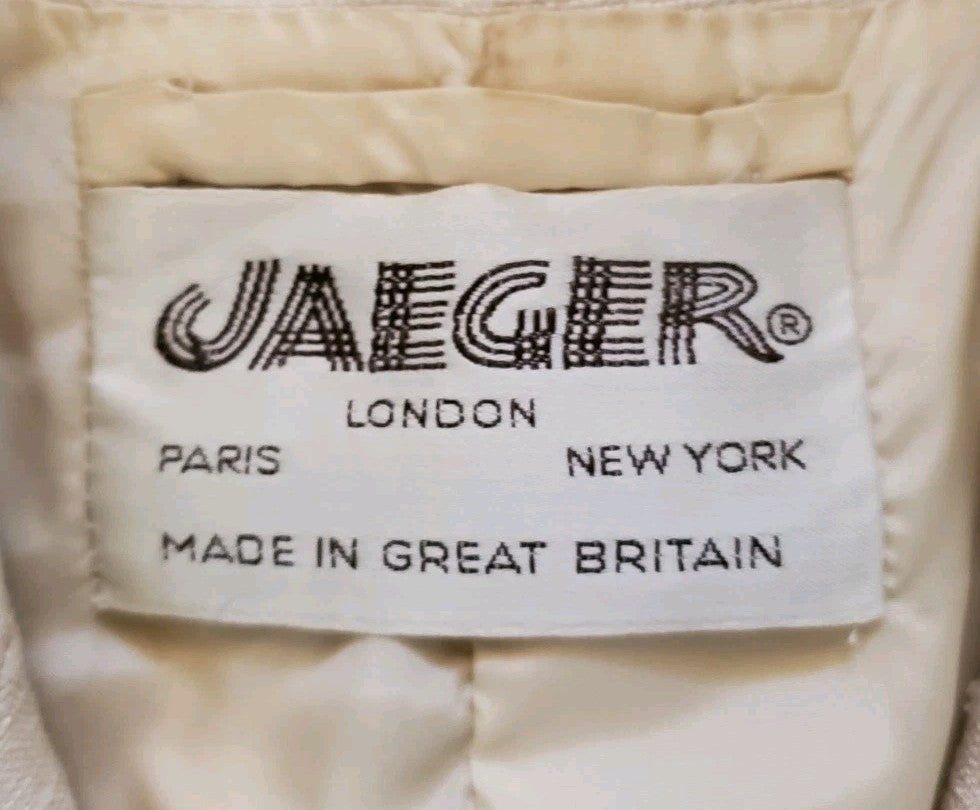 JAEGER®
LONDON
PARIS NEW YORK
MADE IN GREAT BRITAIN